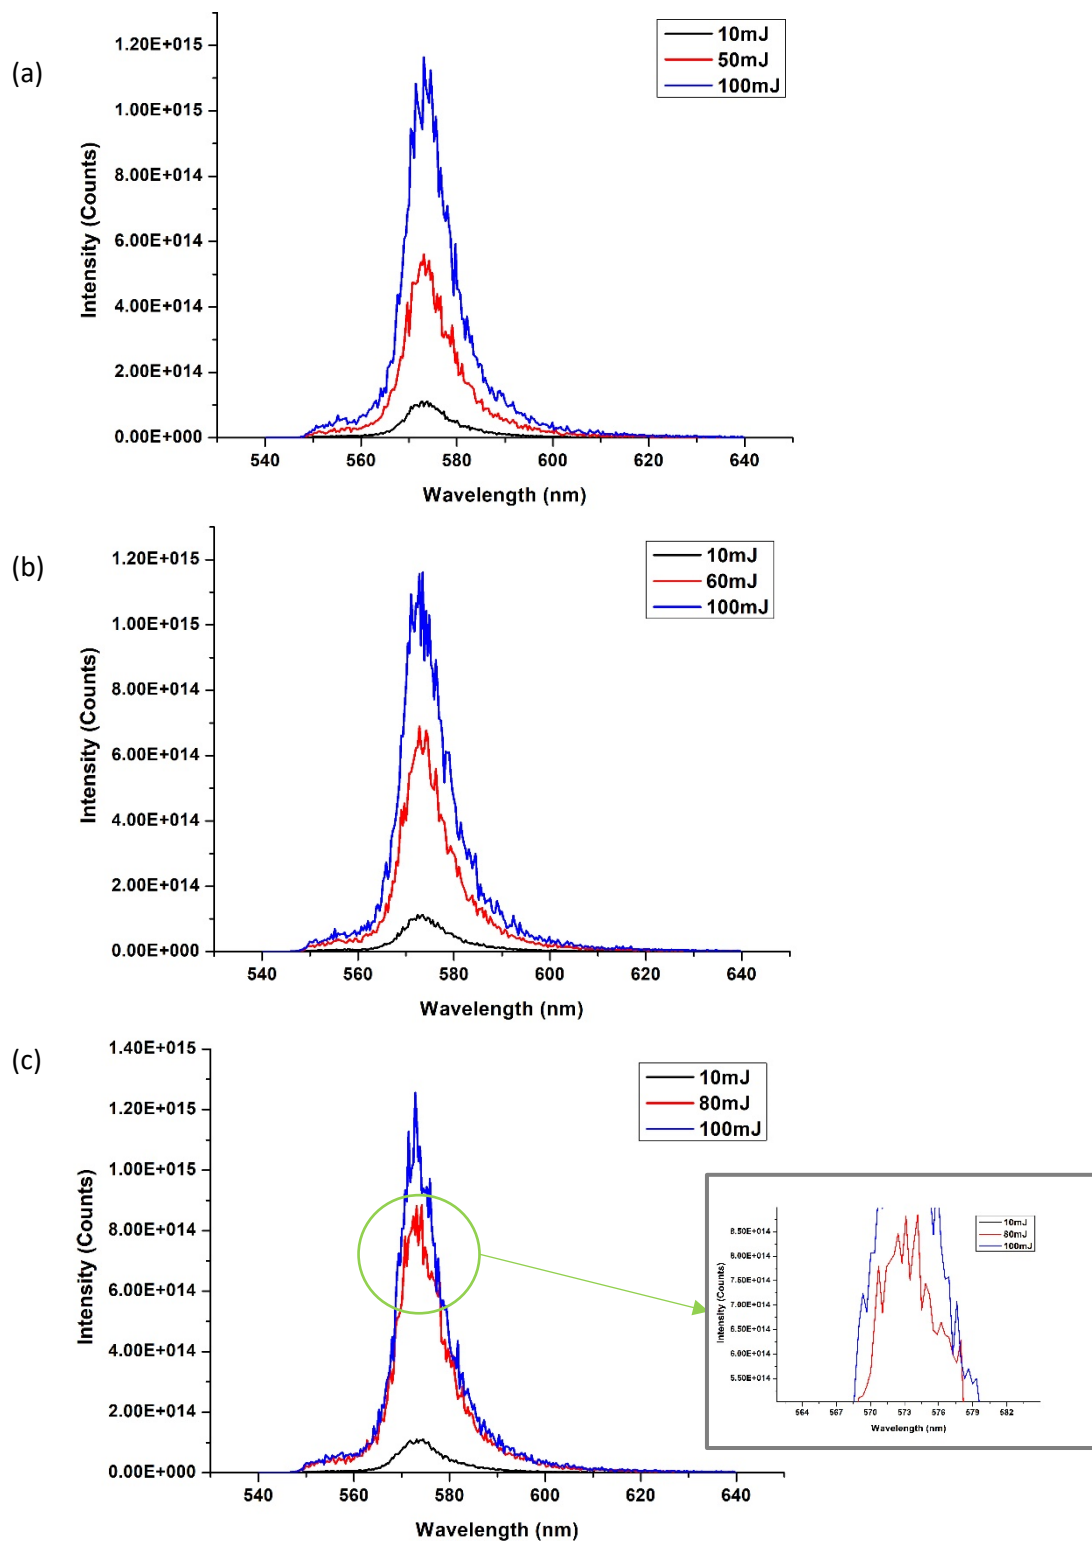 (a)
1.20E+015
1.00E+015
8.00E+014
6.00E+014
4.00E+014
2.00E+014
0.00E+000
Intensity (Counts)
540 560 580 600 620 640
Wavelength (nm)
10mJ
50mJ
100mJ
(b)
1.20E+015
1.00E+015
8.00E+014
6.00E+014
4.00E+014
2.00E+014
0.00E+000
Intensity (Counts)
540 560 580 600 620 640
Wavelength (nm)
10mJ
60mJ
100mJ
(c)
1.40E+015
1.20E+015
1.00E+015
8.00E+014
6.00E+014
4.00E+014
2.00E+014
0.00E+000
Intensity (Counts)
540 560 580 600 620 640
Wavelength (nm)
10mJ
80mJ
100mJ
8.50E+014
8.00E+014
7.50E+014
7.00E+014
6.50E+014
6.00E+014
5.50E+014
Intensity (Counts)
564 567 570 573 576 579 682
Wavelength (nm)
10mJ
80mJ
100mJ